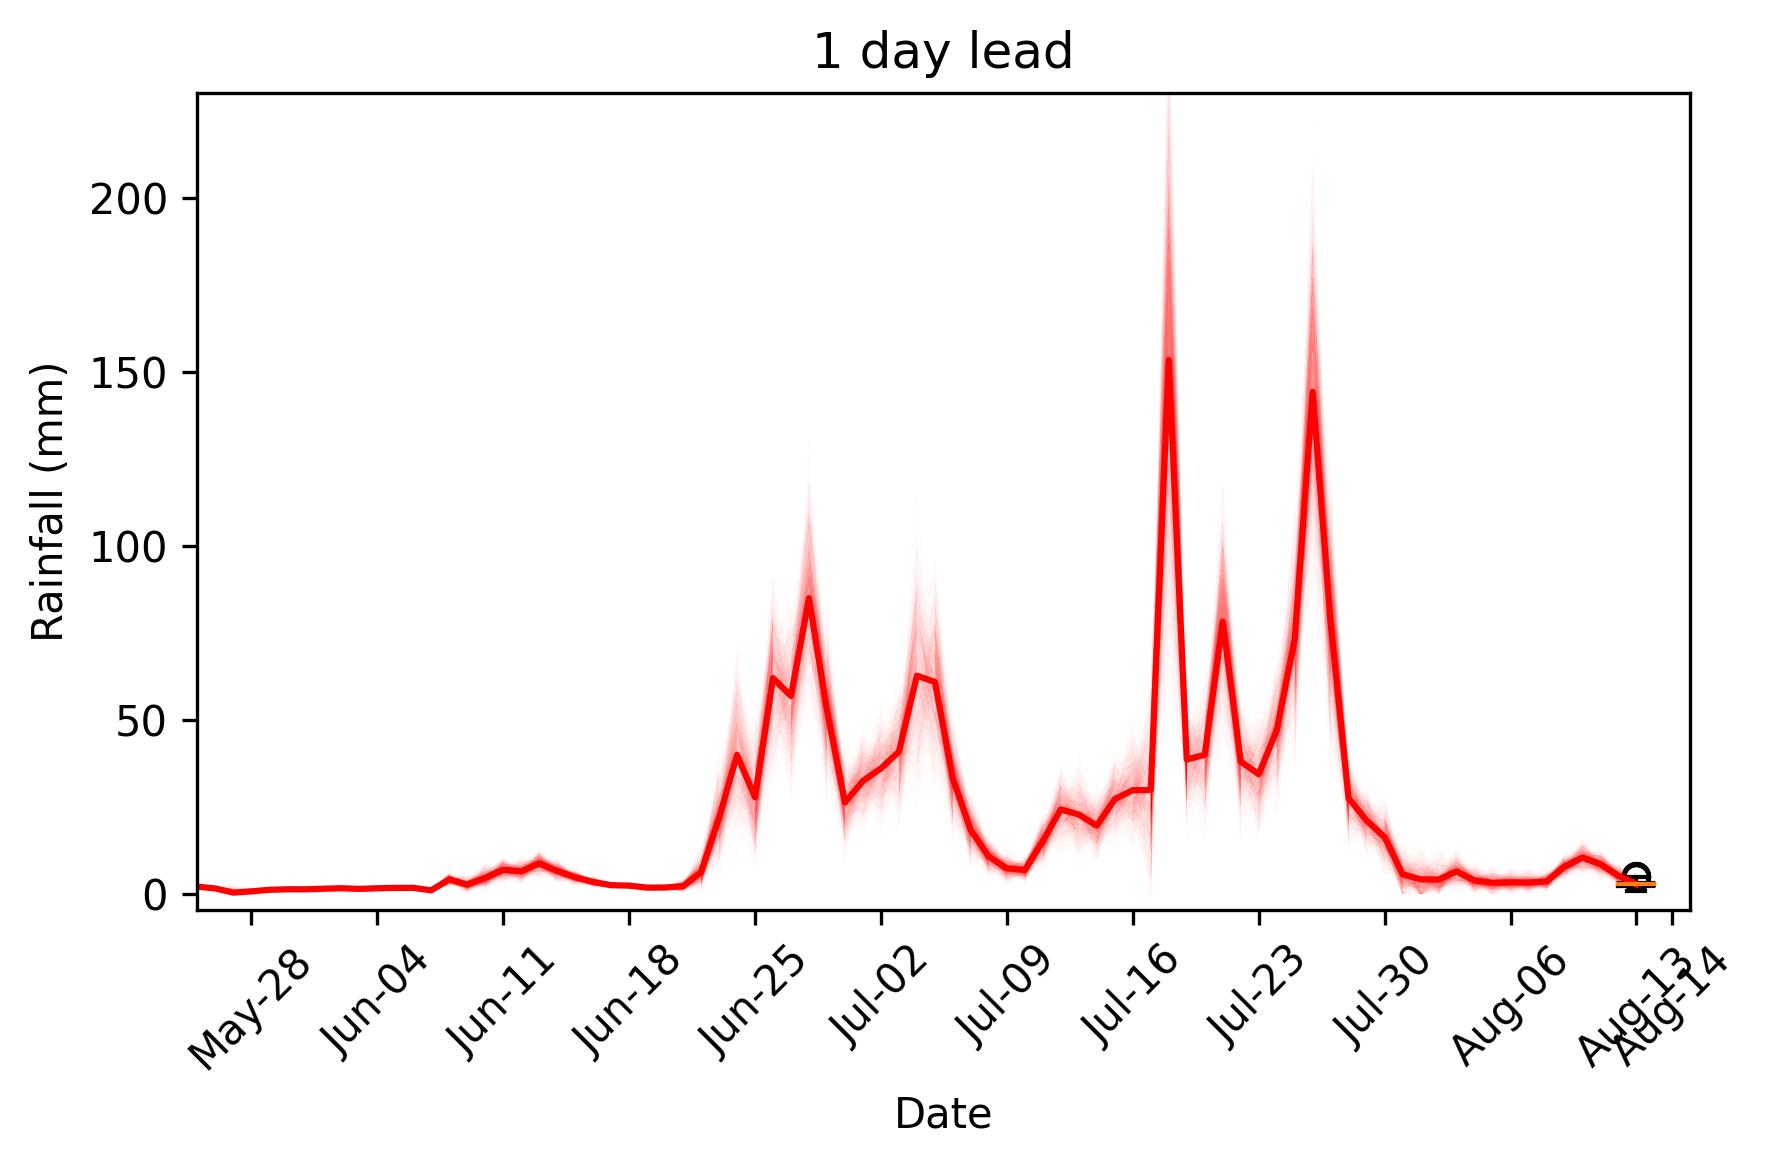 1 day lead
Rainfall (mm)
200
150
100
50
0
May-28
Jun-04
Jun-11
Jun-18
Jun-25
Jul-02
Jul-09
Jul-16
Jul-23
Jul-30
Aug-06
Aug-13
Aug-14
Date